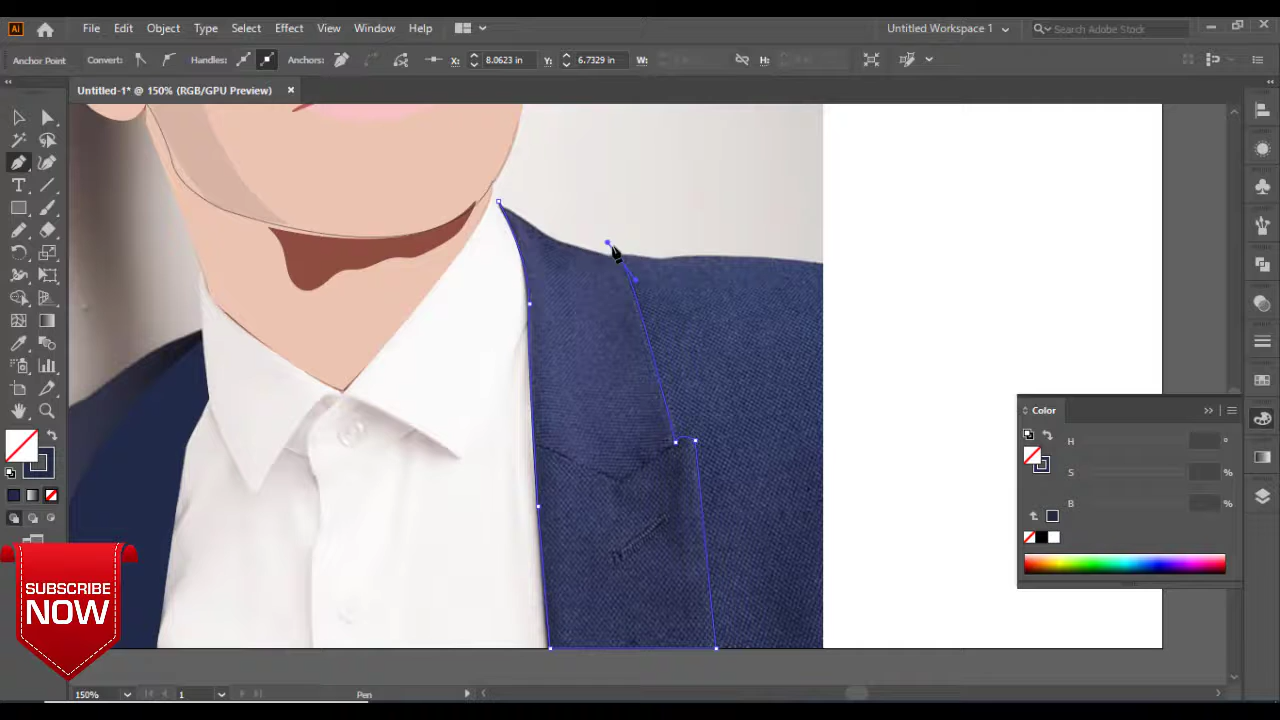 Ai File Edit Object Type Select Effect View Window Help Untitled Workspace 1 Search Adobe Stock
Anchor Point Convert: Handles: Anchors: X: 8.0623 in Y: 6.7329 in W: H:
Untitled-1* @ 150% (RGB/GPU Preview) ×
Color
H °
S %
B %
SUBSCRIBE
NOW
150% 1 Pen